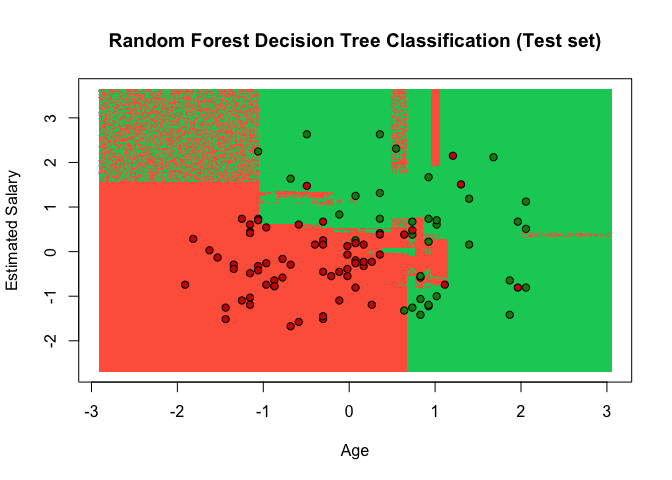 Random Forest Decision Tree Classification (Test set)
Estimated Salary
3
2
1
0
-1
-2
-3 -2 -1 0 1 2 3
Age